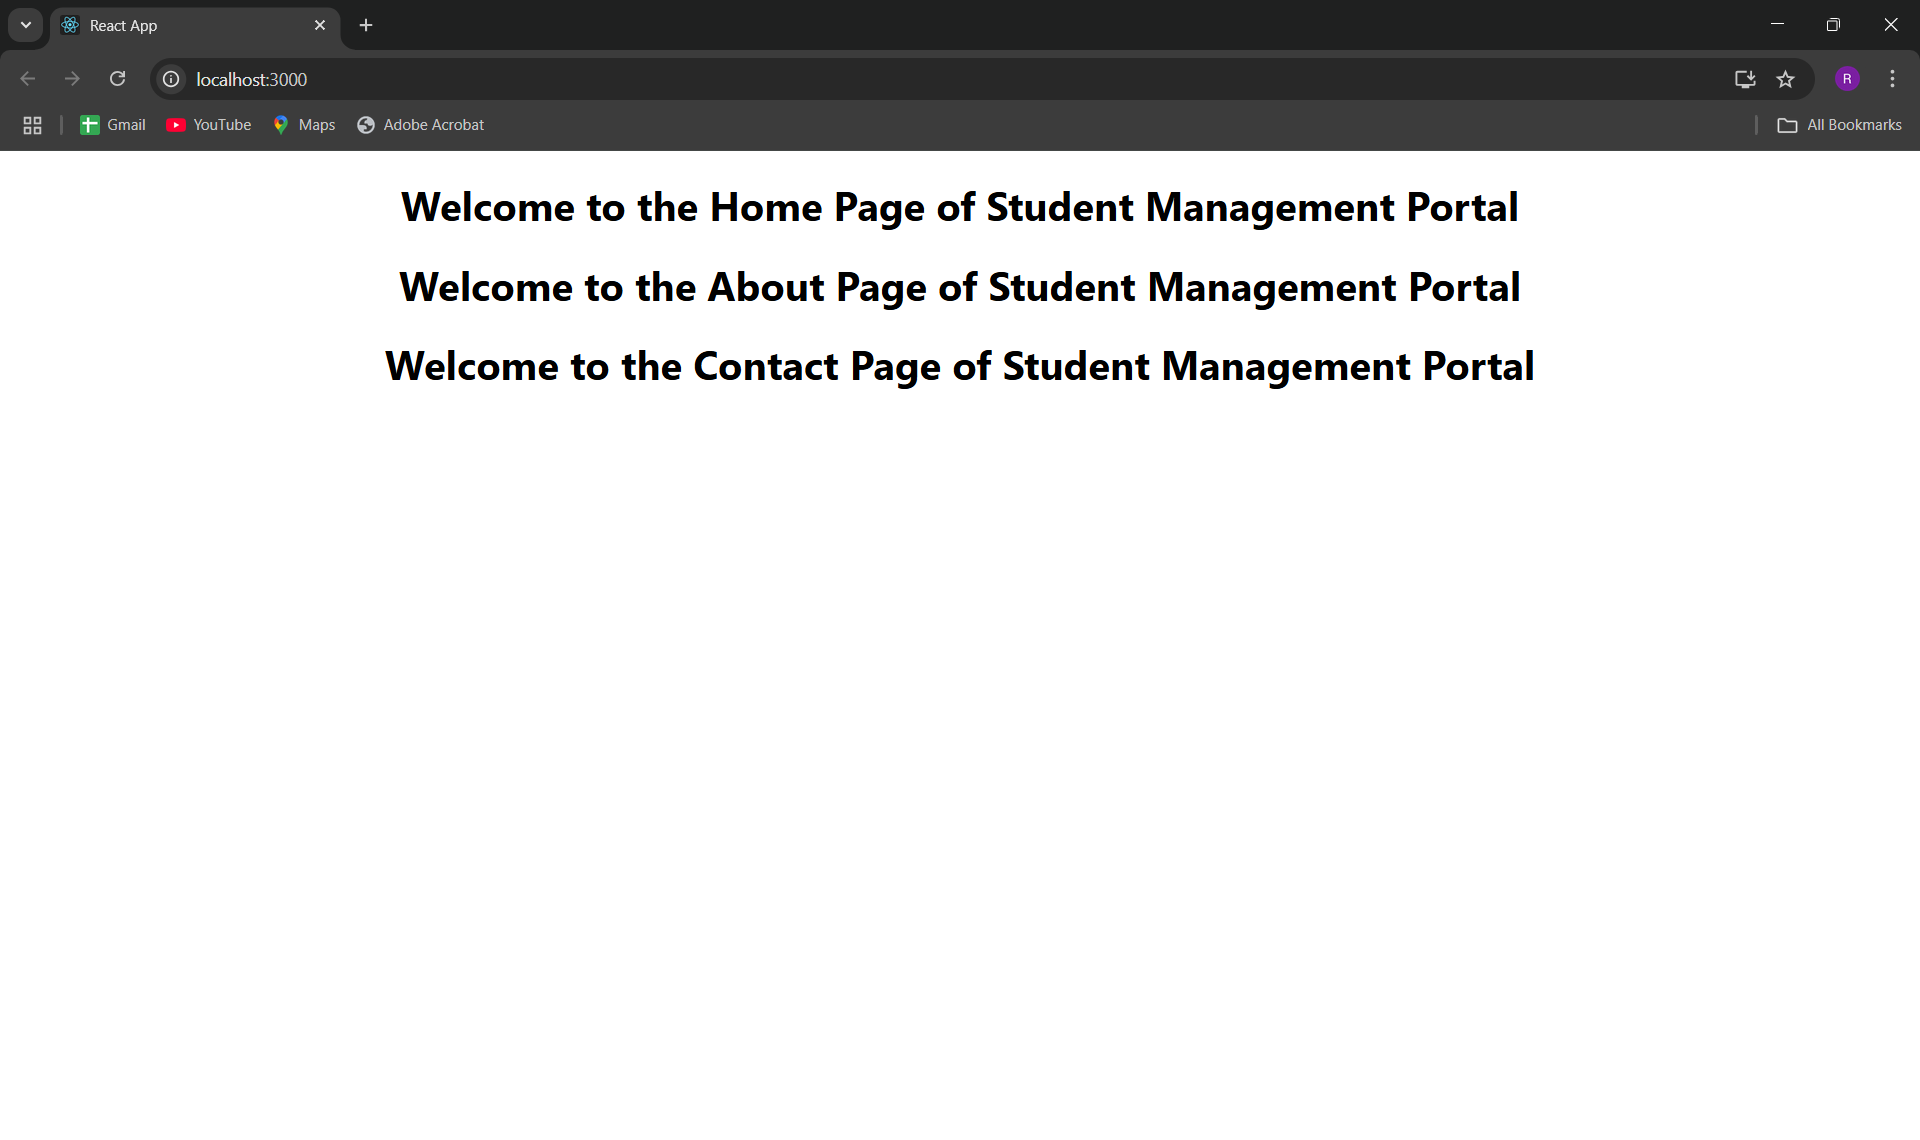 React App
localhost:3000
R
Gmail YouTube Maps Adobe Acrobat All Bookmarks
Welcome to the Home Page of Student Management Portal
Welcome to the About Page of Student Management Portal
Welcome to the Contact Page of Student Management Portal